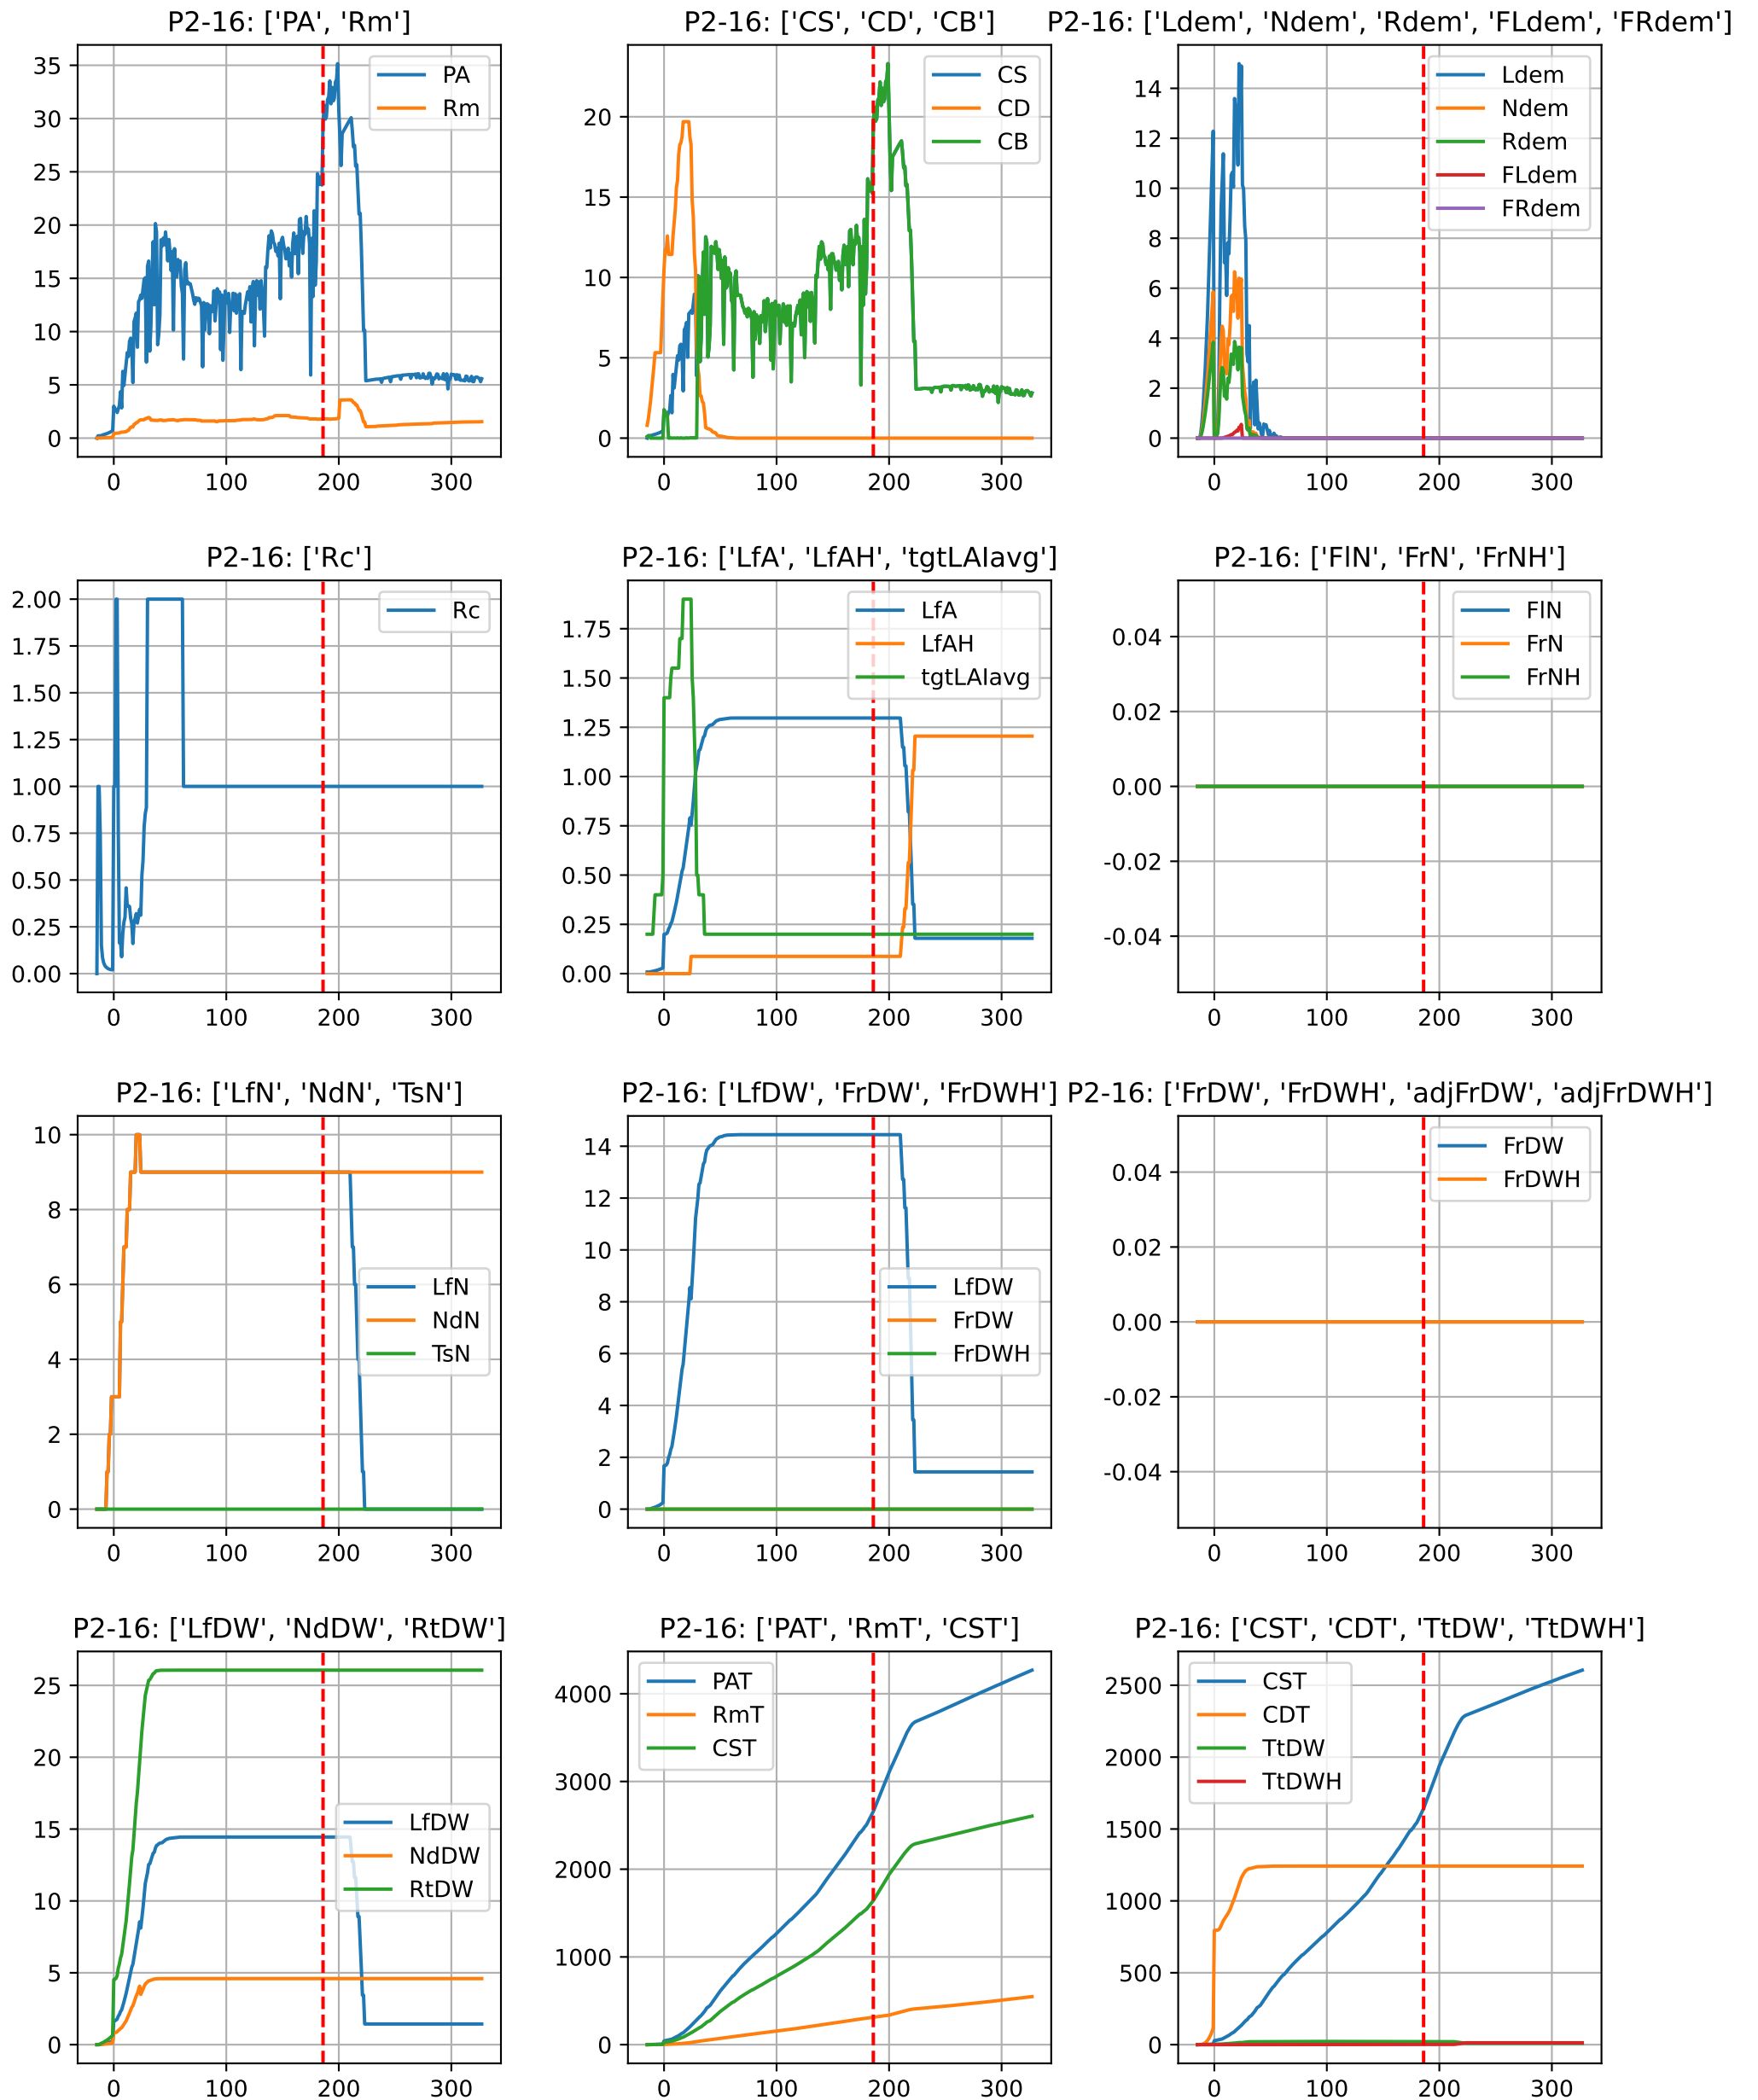 P2-16: ['PA', 'Rm']
35
30
25
20
15
10
5
0
0 100 200 300
PA
Rm
P2-16: ['CS', 'CD', 'CB']
20
15
10
5
0
0 100 200 300
CS
CD
CB
P2-16: ['Ldem', 'Ndem', 'Rdem', 'FLdem', 'FRdem']
14
12
10
8
6
4
2
0
0 100 200 300
Ldem
Ndem
Rdem
FLdem
FRdem
P2-16: ['Rc']
2.00
1.75
1.50
1.25
1.00
0.75
0.50
0.25
0.00
0 100 200 300
Rc
P2-16: ['LfA', 'LfAH', 'tgtLAIavg']
1.75
1.50
1.25
1.00
0.75
0.50
0.25
0.00
0 100 200 300
LfA
LfAH
tgtLAIavg
P2-16: ['FlN', 'FrN', 'FrNH']
0.04
0.02
0.00
-0.02
-0.04
0 100 200 300
FlN
FrN
FrNH
P2-16: ['LfN', 'NdN', 'TsN']
10
8
6
4
2
0
0 100 200 300
LfN
NdN
TsN
P2-16: ['LfDW', 'FrDW', 'FrDWH']
14
12
10
8
6
4
2
0
0 100 200 300
LfDW
FrDW
FrDWH
P2-16: ['FrDW', 'FrDWH', 'adjFrDW', 'adjFrDWH']
0.04
0.02
0.00
-0.02
-0.04
0 100 200 300
FrDW
FrDWH
P2-16: ['LfDW', 'NdDW', 'RtDW']
25
20
15
10
5
0
0 100 200 300
LfDW
NdDW
RtDW
P2-16: ['PAT', 'RmT', 'CST']
4000
3000
2000
1000
0
0 100 200 300
PAT
RmT
CST
P2-16: ['CST', 'CDT', 'TtDW', 'TtDWH']
2500
2000
1500
1000
500
0
0 100 200 300
CST
CDT
TtDW
TtDWH